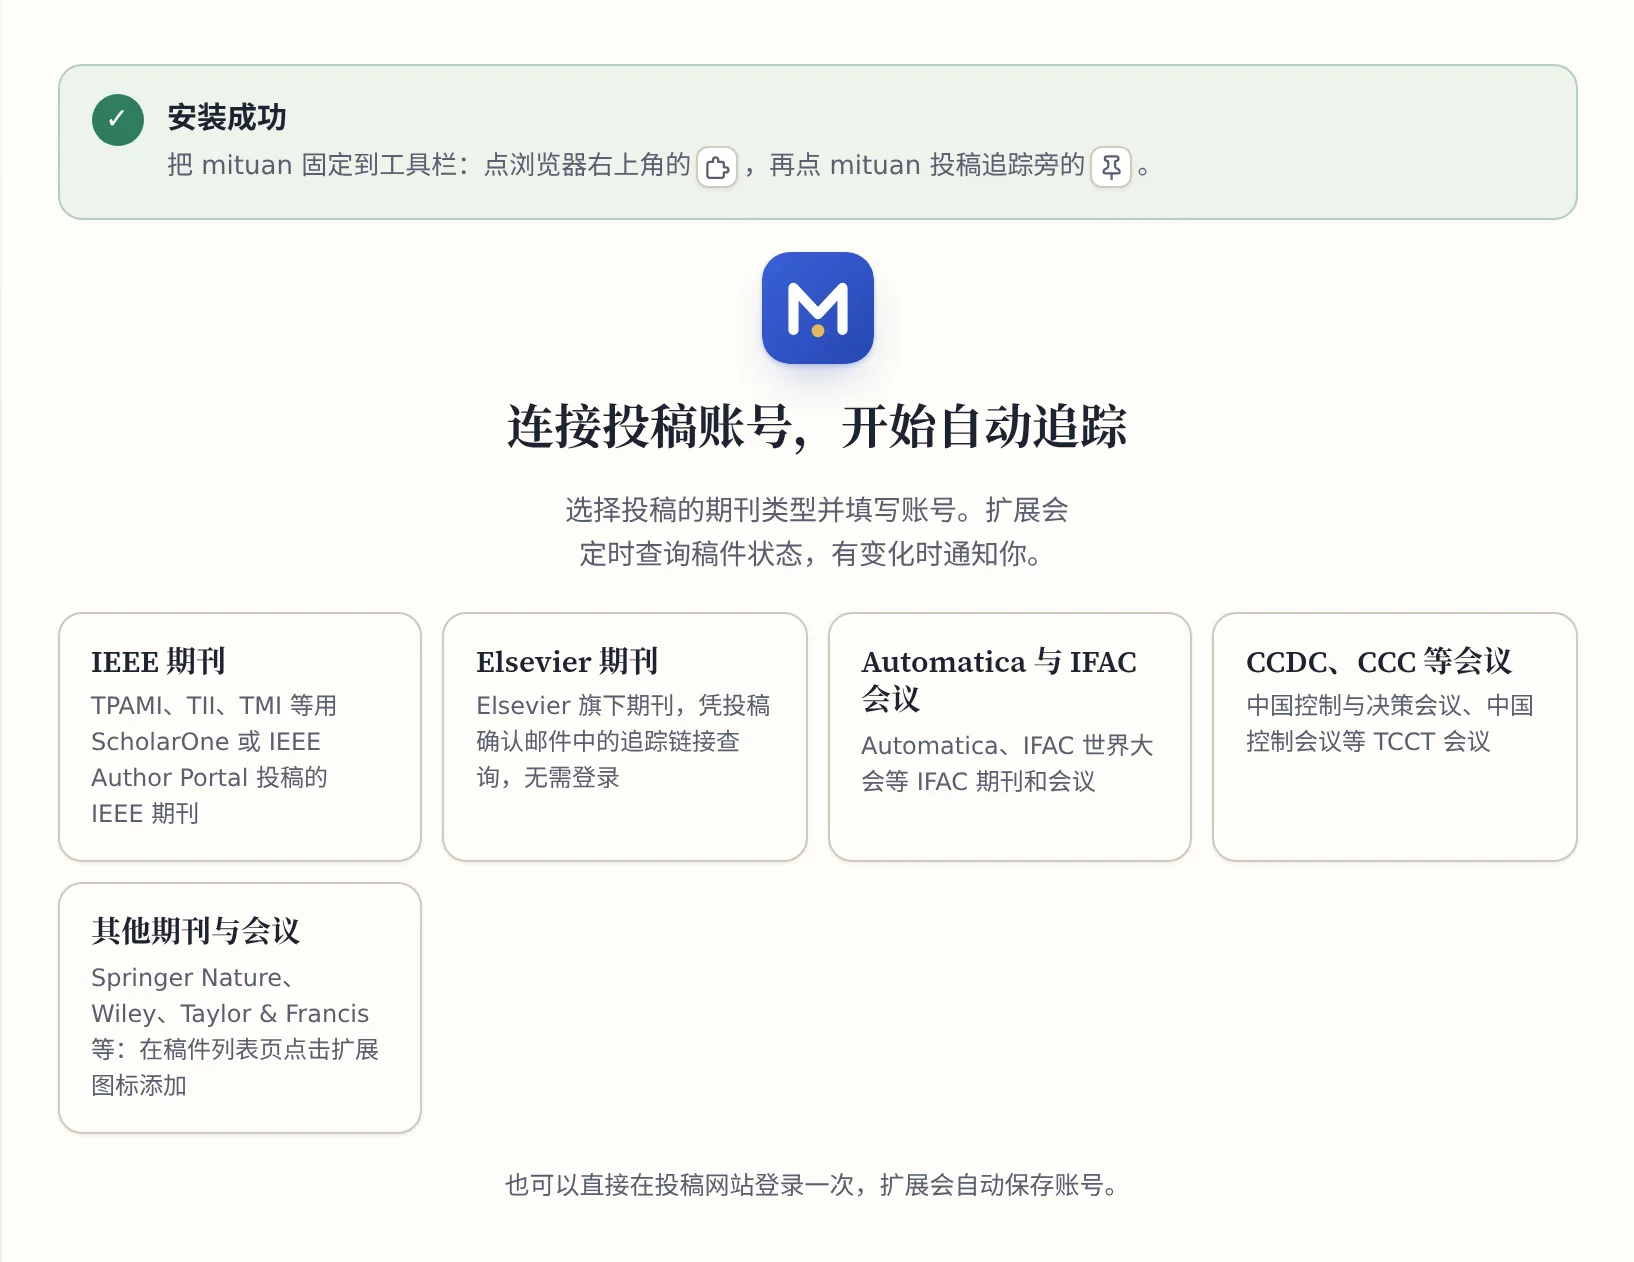 安装成功
把 mituan 固定到工具栏：点浏览器右上角的 ，再点 mituan 投稿追踪旁的 。
连接投稿账号，开始自动追踪
选择投稿的期刊类型并填写账号。扩展会
定时查询稿件状态，有变化时通知你。
IEEE 期刊
TPAMI、TII、TMI 等用
ScholarOne 或 IEEE
Author Portal 投稿的
IEEE 期刊
Elsevier 期刊
Elsevier 旗下期刊，凭投稿
确认邮件中的追踪链接查
询，无需登录
Automatica 与 IFAC
会议
Automatica、IFAC 世界大
会等 IFAC 期刊和会议
CCDC、CCC 等会议
中国控制与决策会议、中国
控制会议等 TCCT 会议
其他期刊与会议
Springer Nature、
Wiley、Taylor & Francis
等：在稿件列表页点击扩展
图标添加
也可以直接在投稿网站登录一次，扩展会自动保存账号。